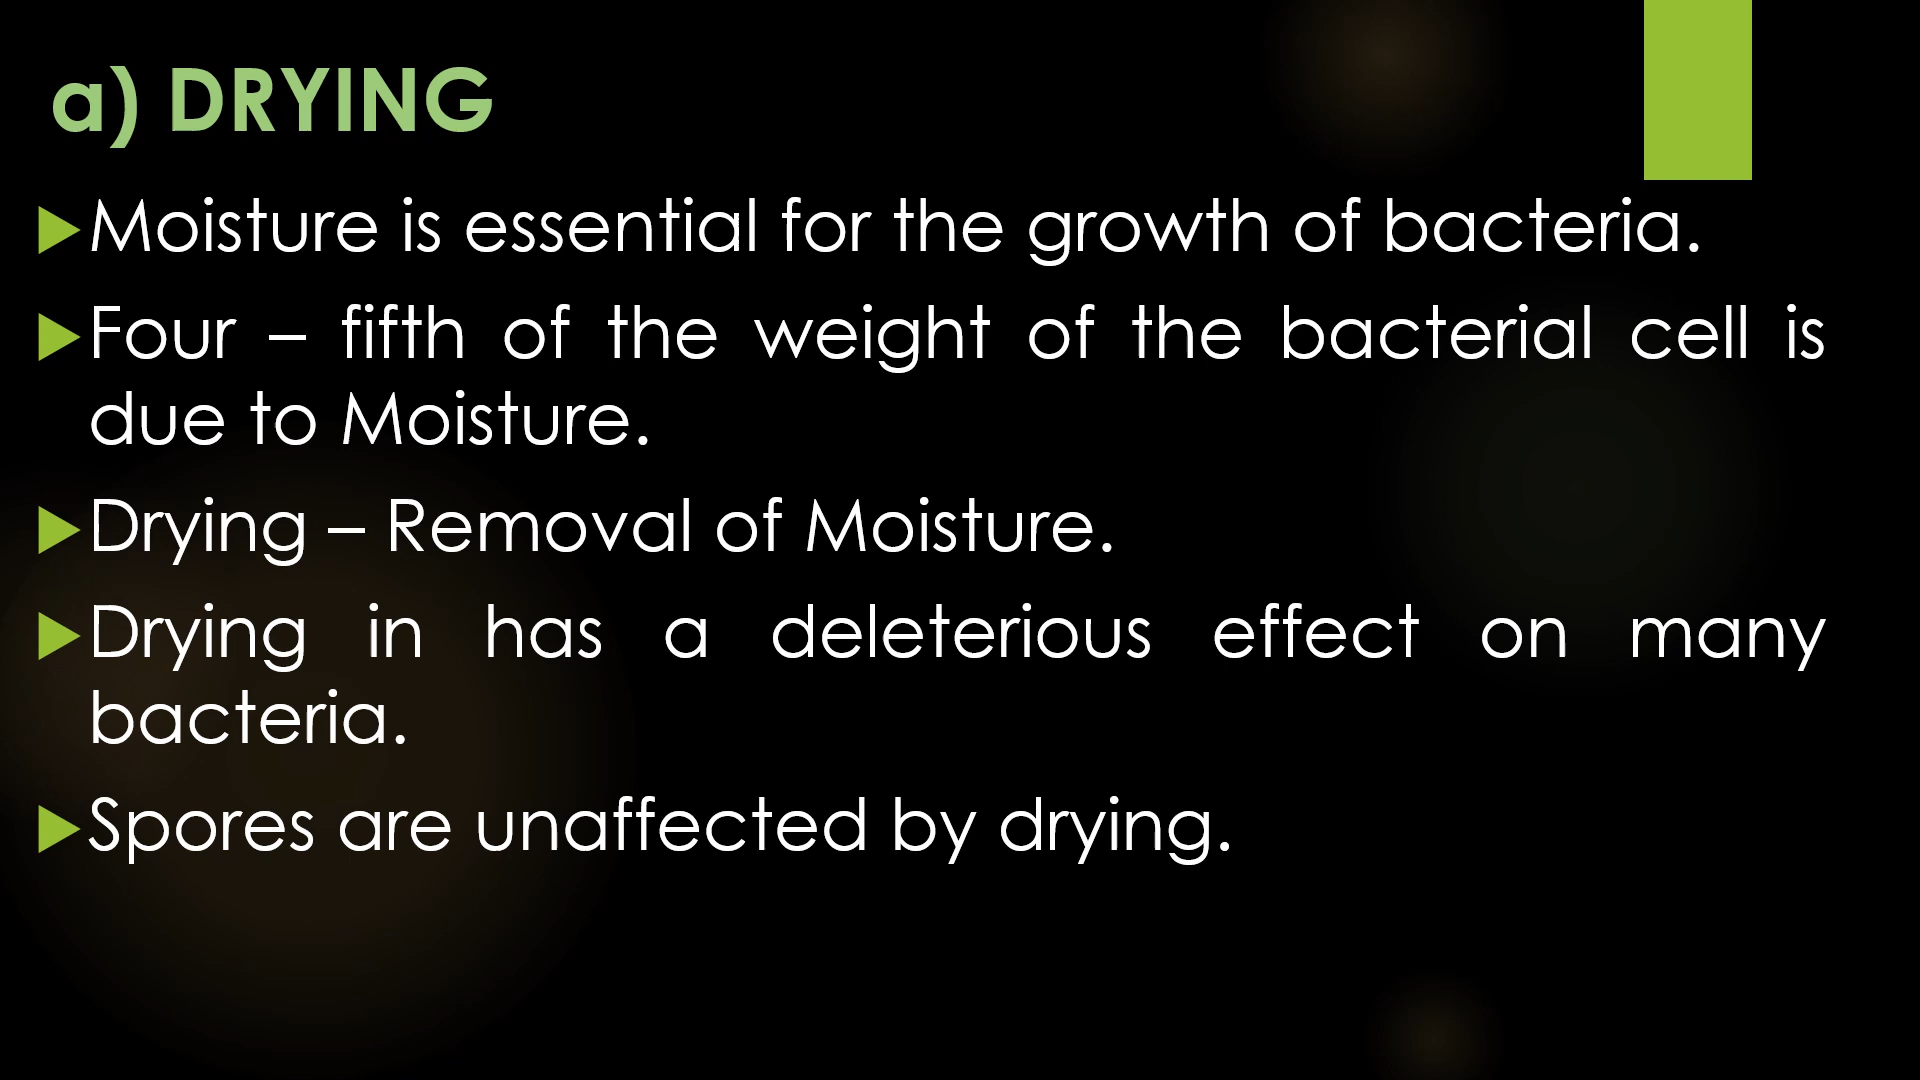 a) DRYING
Moisture is essential for the growth of bacteria.
Four – fifth of the weight of the bacterial cell is
due to Moisture.
Drying – Removal of Moisture.
Drying in has a deleterious effect on many
bacteria.
Spores are unaffected by drying.